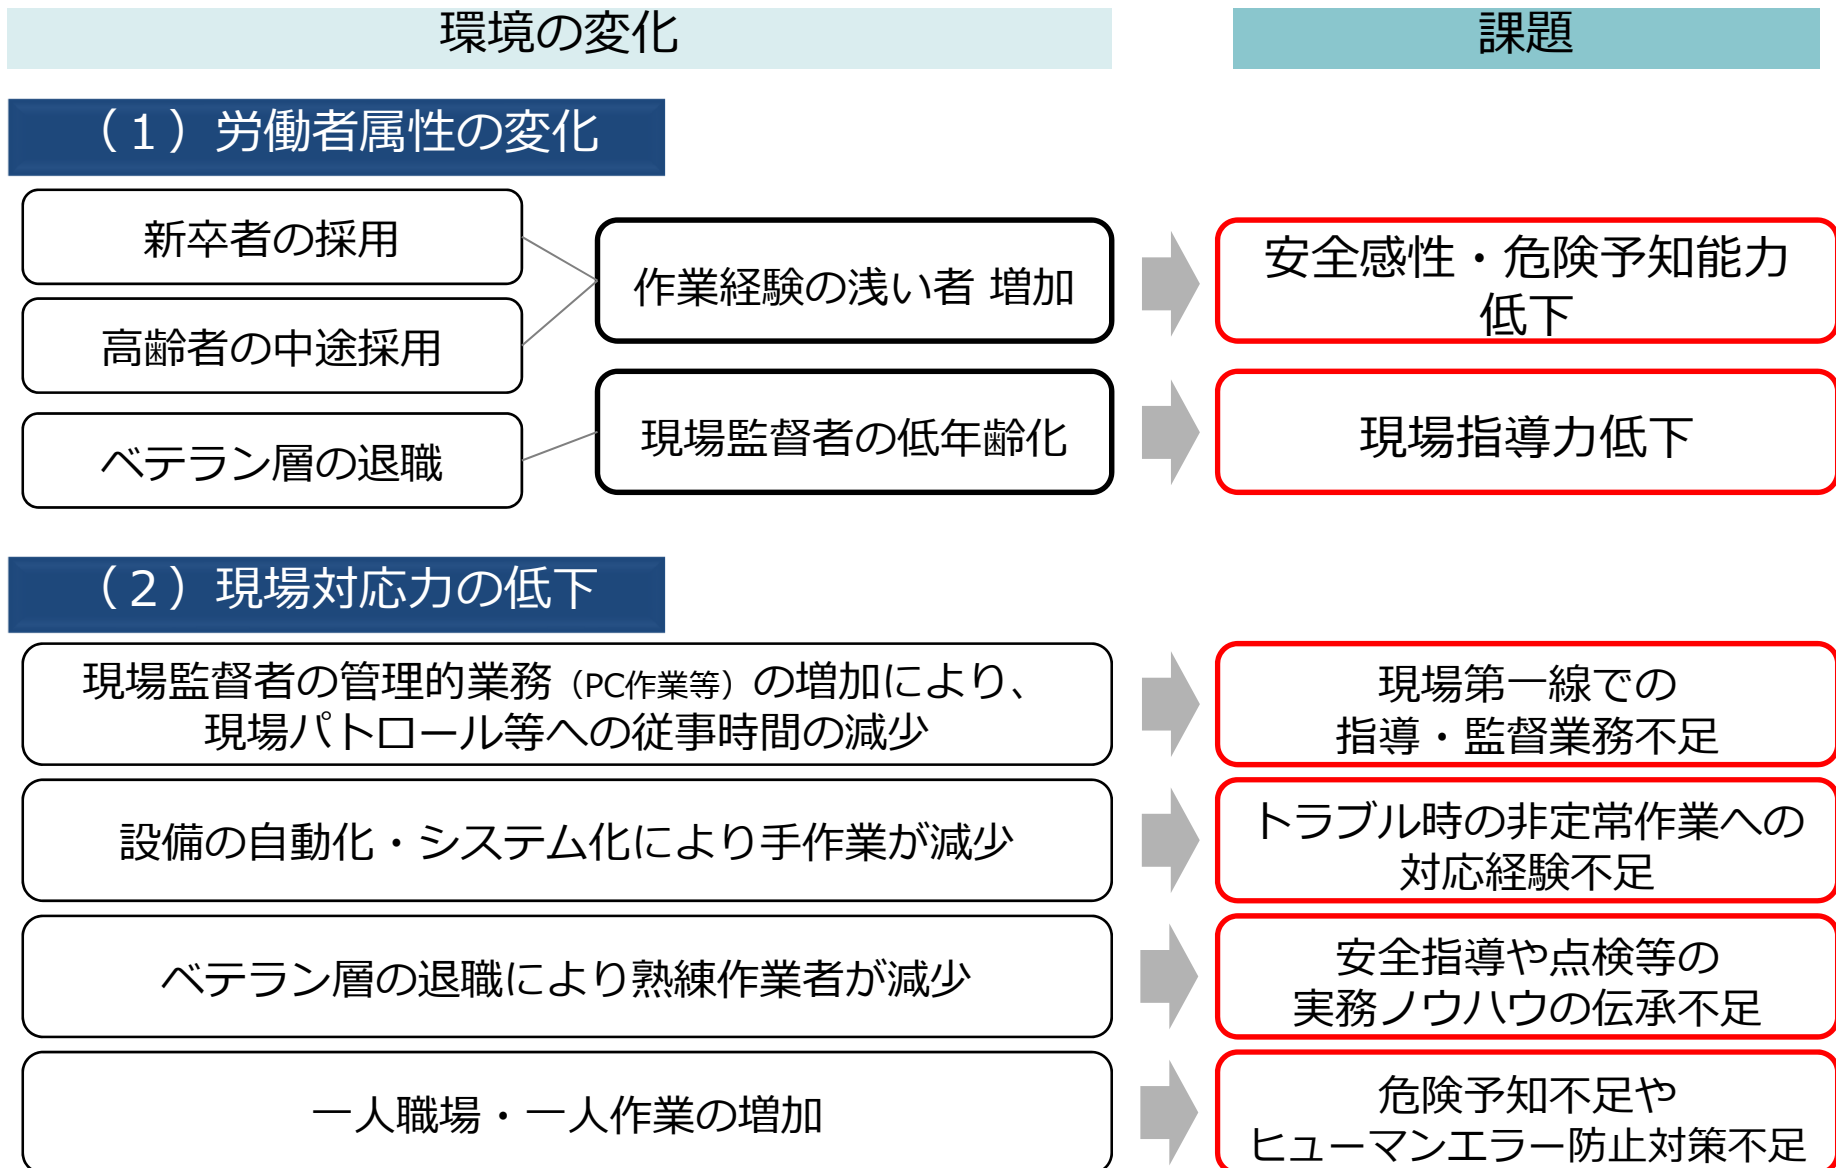 環境の変化
課題
（１）労働者属性の変化
新卒者の採用
高齢者の中途採用
ベテラン層の退職
作業経験の浅い者 増加
現場監督者の低年齢化
安全感性・危険予知能力
低下
現場指導力低下
（２）現場対応力の低下
現場監督者の管理的業務（PC作業等）の増加により、
現場パトロール等への従事時間の減少
現場第一線での
指導・監督業務不足
設備の自動化・システム化により手作業が減少
トラブル時の非定常作業への
対応経験不足
ベテラン層の退職により熟練作業者が減少
安全指導や点検等の
実務ノウハウの伝承不足
一人職場・一人作業の増加
危険予知不足や
ヒューマンエラー防止対策不足